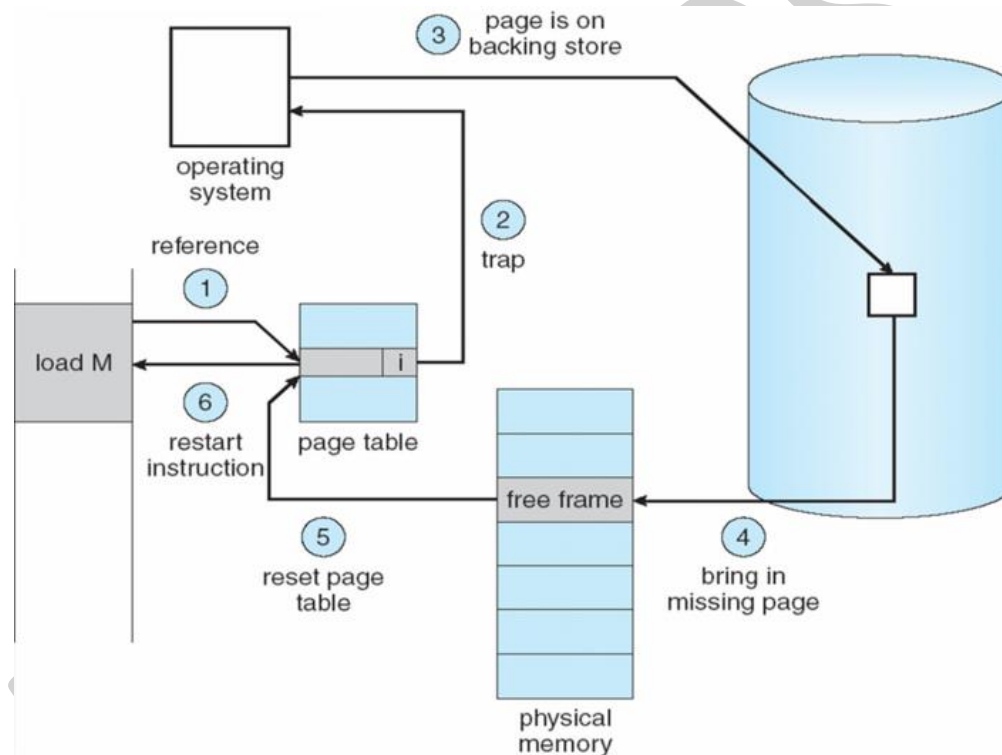 3
page is on
backing store
operating
system
2
trap
reference
1
load M
i
6
restart
instruction
page table
free frame
5
reset page
table
4
bring in
missing page
physical
memory